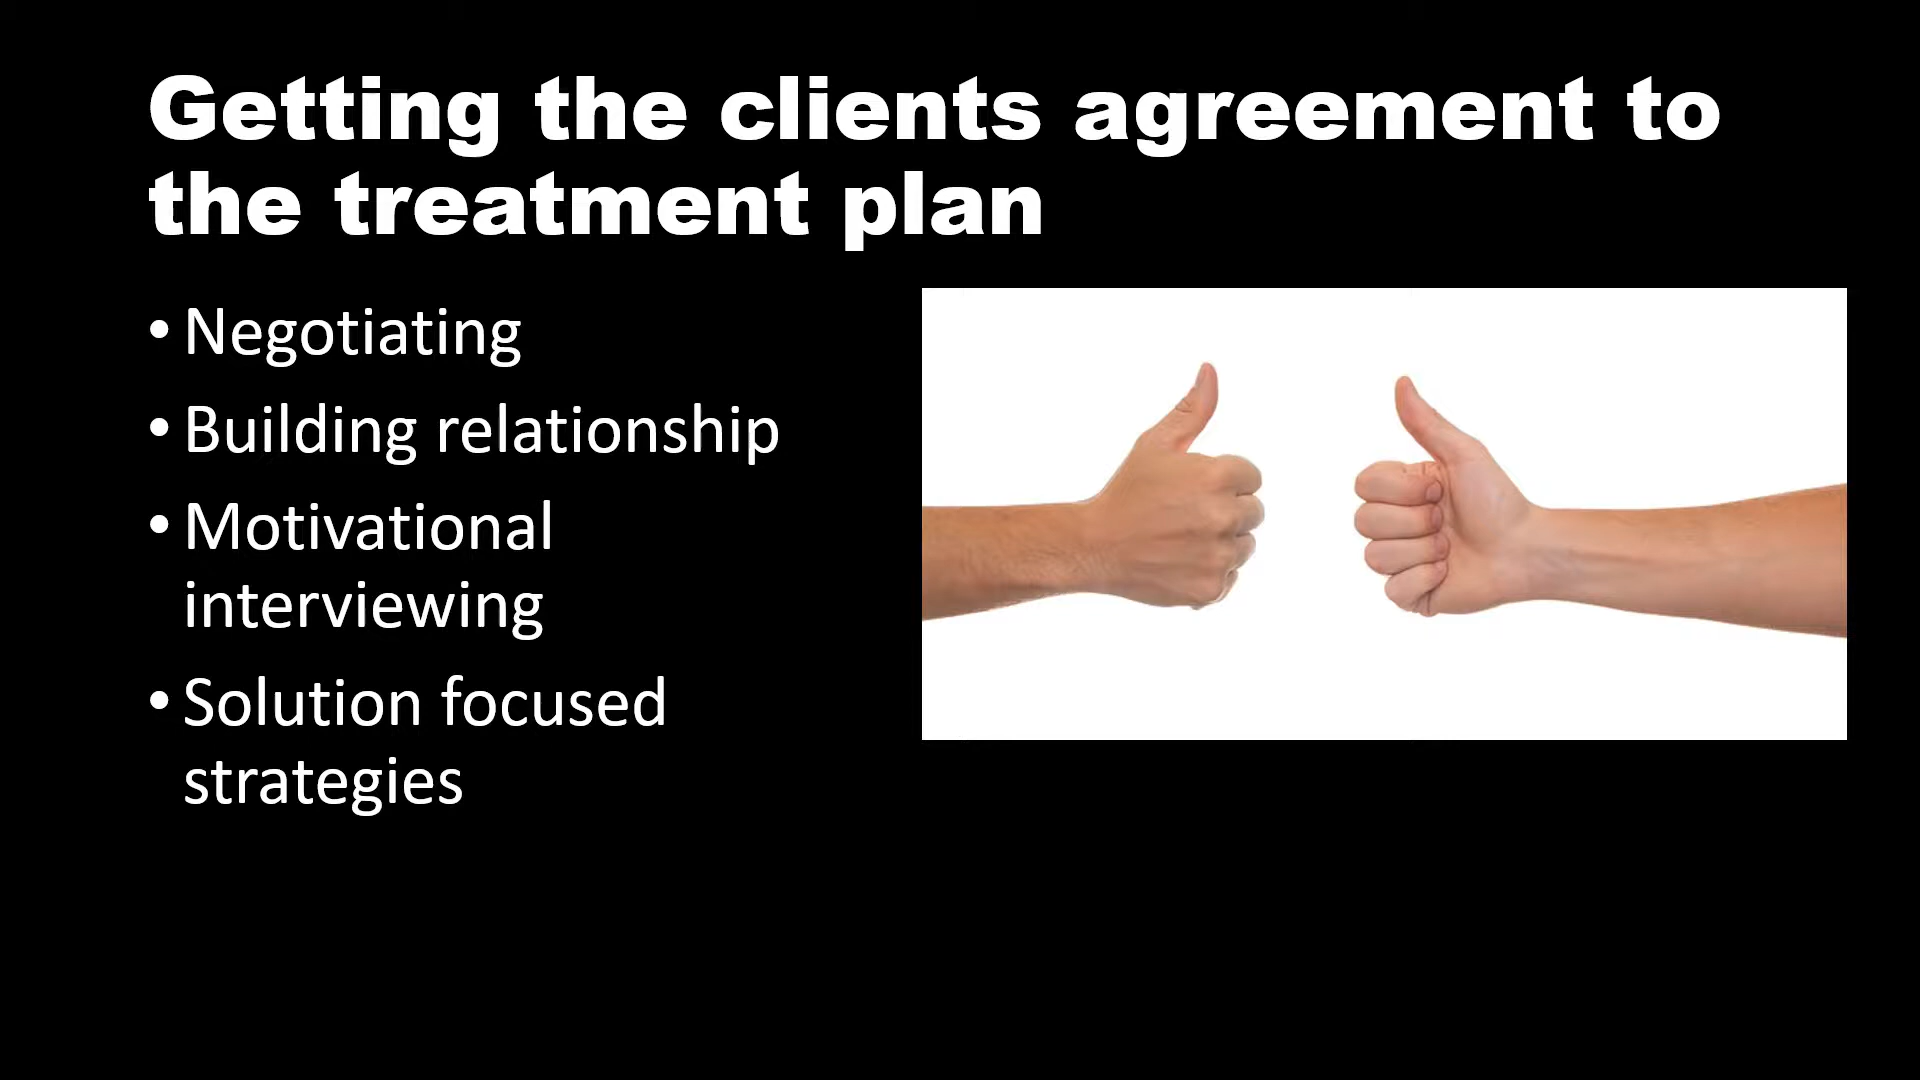 Getting the clients agreement to
the treatment plan
• Negotiating
• Building relationship
• Motivational
interviewing
• Solution focused
strategies